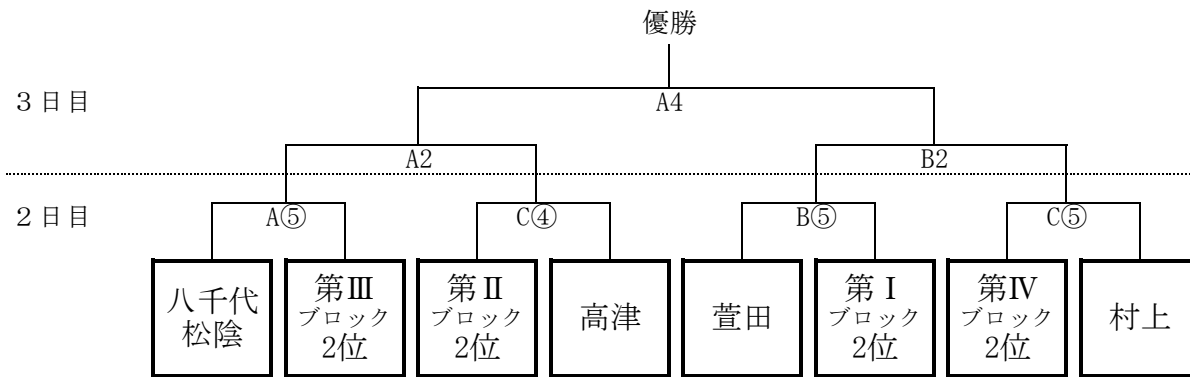 優勝
3日目
A4
A2
B2
2日目
A⑤
C④
B⑤
C⑤
八千代
松陰
第Ⅲ
ブロック
2位
第Ⅱ
ブロック
2位
高津
萱田
第Ⅰ
ブロック
2位
第Ⅳ
ブロック
2位
村上